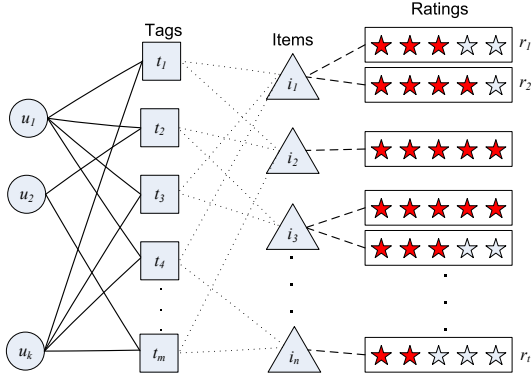 Ratings
Tags
Items
t1
i1
r1
r2
u1
t2
i2
u2
t3
i3
t4
uk
tm
in
rt